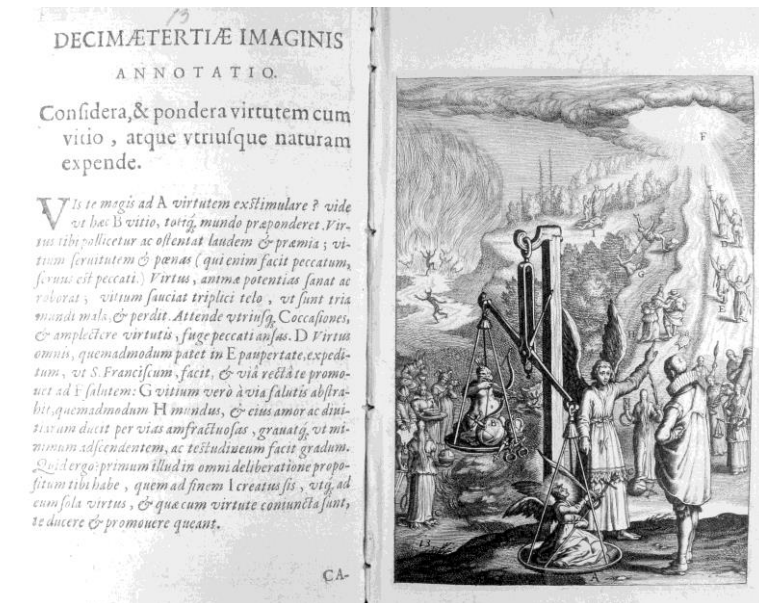 13
DECIMÆTERTIÆ IMAGINIS
ANNOTATIO.
Conſidera,& pondera virtutem cum
vitio , atque vtriuſque naturam
expende.
VIs te magis ad A virtutem exſtimulare ? vide
vt hæc B vitio, totiq́; mundo præponderet. Vir-
tus tibi pollicetur ac oſtentat laudem & præmia ; vi-
tium ſeruitutem & pœnas ( qui enim facit peccatum,
ſeruus eſt peccati.) Virtus , animæ potentias ſanat ac
roborat ; vitium ſauciat triplici telo , vt ſunt tria
mundi mala, & perdit. Attende vtriuſq; C occaſiones,
& amplectere virtutis , fuge peccati anſas. D Virtus
omnis , quemadmodum patet in E paupertate, expedi-
tum , vt S. Franciſcum , facit , & viâ rectâ te promo-
uet ad F ſalutem: G vitium verò à via ſalutis abſtra-
hit, quemadmodum H mundus, & eius amor ac diui-
tiarum ducit per vias amfractuoſas , grauatq́; vt mi-
nimum adſcendentem, ac teſtudineum facit gradum.
Quid ergo? primum illud in omni deliberatione propo-
ſitum tibi habe , quem ad finem I creatus ſis , vtq́; ad
eum ſola virtus , & quæ cum virtute coniuncta ſunt,
te ducere & promouere queant.
CA-
F
I
G
D
E
H
B
13
A